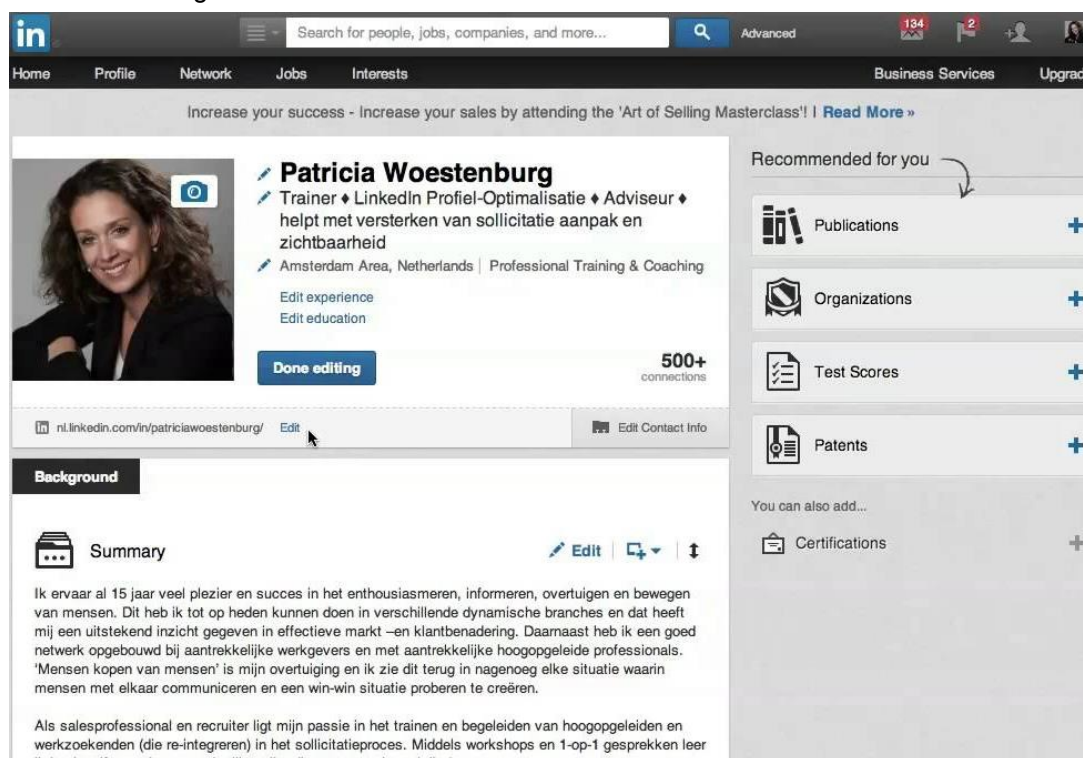 in
Search for people, jobs, companies, and more...
Advanced
134
2
Home Profile Network Jobs Interests Business Services Upgrad
Increase your success - Increase your sales by attending the 'Art of Selling Masterclass'! | Read More »
Patricia Woestenburg
Trainer ♦ LinkedIn Profiel-Optimalisatie ♦ Adviseur ♦
helpt met versterken van sollicitatie aanpak en
zichtbaarheid
Amsterdam Area, Netherlands | Professional Training & Coaching
Edit experience
Edit education
Done editing
500+
connections
nl.linkedin.com/in/patriciawoestenburg/ Edit
Edit Contact Info
Recommended for you
Publications
Organizations
Test Scores
Patents
You can also add...
Certifications
Background
Summary
Edit
Ik ervaar al 15 jaar veel plezier en succes in het enthousiasmeren, informeren, overtuigen en bewegen
van mensen. Dit heb ik tot op heden kunnen doen in verschillende dynamische branches en dat heeft
mij een uitstekend inzicht gegeven in effectieve markt –en klantbenadering. Daarnaast heb ik een goed
netwerk opgebouwd bij aantrekkelijke werkgevers en met aantrekkelijke hoogopgeleide professionals.
‘Mensen kopen van mensen’ is mijn overtuiging en ik zie dit terug in nagenoeg elke situatie waarin
mensen met elkaar communiceren en een win-win situatie proberen te creëren.
Als salesprofessional en recruiter ligt mijn passie in het trainen en begeleiden van hoogopgeleiden en
werkzoekenden (die re-integreren) in het sollicitatieproces. Middels workshops en 1-op-1 gesprekken leer